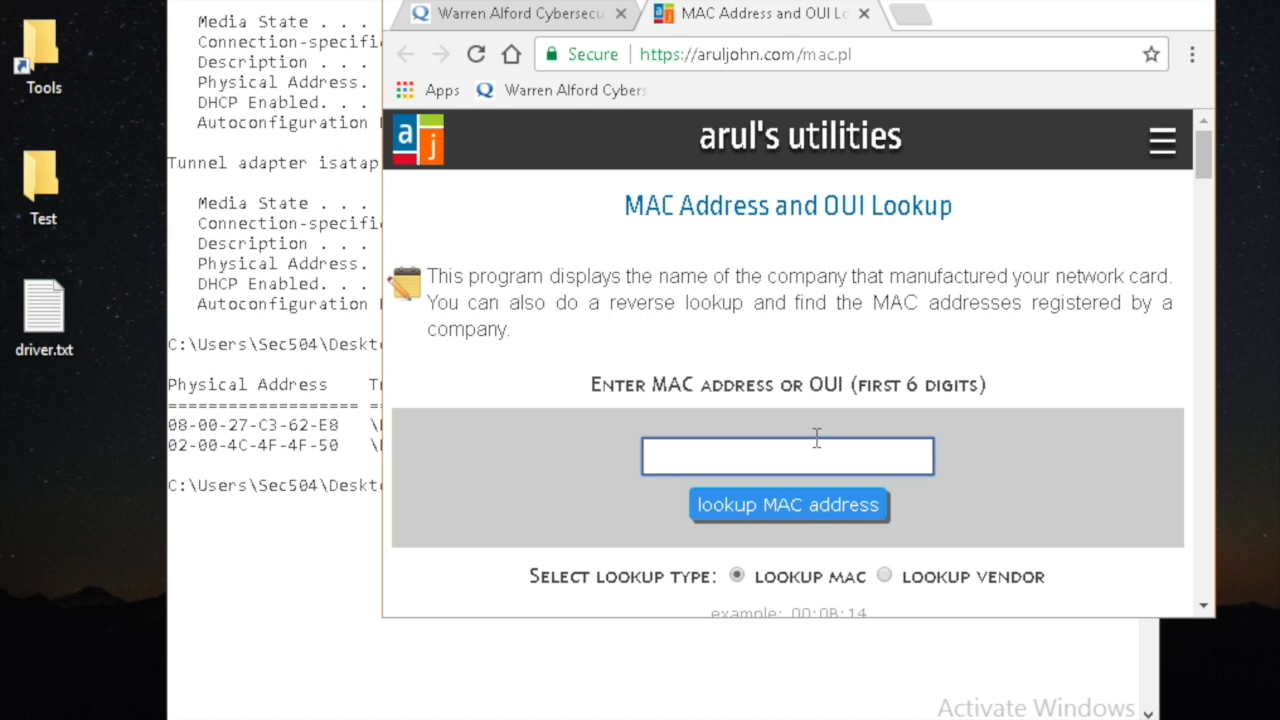 Tools
Test
driver.txt
Media State . . .
Connection-specific
Description . . .
Physical Address.
DHCP Enabled. . .
Autoconfiguration
Tunnel adapter isatap
Media State . . .
Connection-specifi
Description . . .
Physical Address.
DHCP Enabled. . .
Autoconfiguration
C:\Users\Sec504\Deskto
Physical Address
================== ==
08-00-27-C3-62-E8 \
02-00-4C-4F-4F-50 \
C:\Users\Sec504\Deskto
Warren Alford Cybersecu
MAC Address and OUI Lo
Secure https://aruljohn.com/mac.pl
Apps Warren Alford Cybers
aj arul's utilities
MAC Address and OUI Lookup
This program displays the name of the company that manufactured your network card.
You can also do a reverse lookup and find the MAC addresses registered by a
company.
ENTER MAC ADDRESS OR OUI (FIRST 6 DIGITS)
lookup MAC address
SELECT LOOKUP TYPE: LOOKUP MAC LOOKUP VENDOR
example: 00:0B:14
Activate Windows